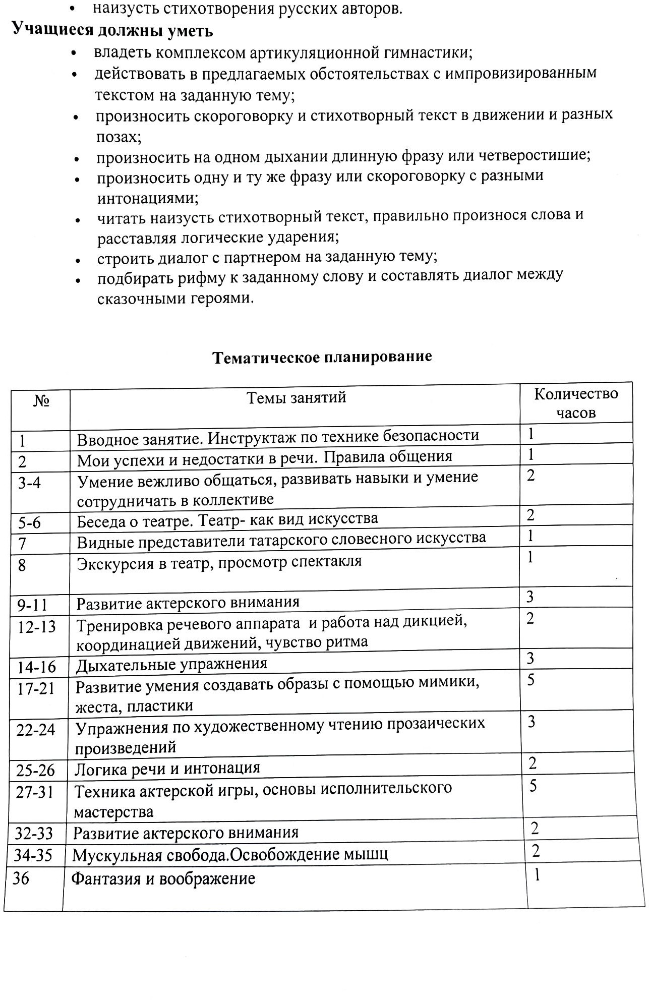 • наизусть стихотворения русских авторов.
Учащиеся должны уметь
• владеть комплексом артикуляционной гимнастики;
• действовать в предлагаемых обстоятельствах с импровизированным
текстом на заданную тему;
• произносить скороговорку и стихотворный текст в движении и разных
позах;
• произносить на одном дыхании длинную фразу или четверостишие;
• произносить одну и ту же фразу или скороговорку с разными
интонациями;
• читать наизусть стихотворный текст, правильно произнося слова и
расставляя логические ударения;
• строить диалог с партнером на заданную тему;
• подбирать рифму к заданному слову и составлять диалог между
сказочными героями.
Тематическое планирование
№ Темы занятий Количество
часов
1 Вводное занятие. Инструктаж по технике безопасности 1
2 Мои успехи и недостатки в речи. Правила общения 1
3-4 Умение вежливо общаться, развивать навыки и умение 2
сотрудничать в коллективе
5-6 Беседа о театре. Театр- как вид искусства 2
7 Видные представители татарского словесного искусства 1
8 Экскурсия в театр, просмотр спектакля 1
9-11 Развитие актерского внимания 3
12-13 Тренировка речевого аппарата и работа над дикцией, 2
координацией движений, чувство ритма
14-16 Дыхательные упражнения 3
17-21 Развитие умения создавать образы с помощью мимики, 5
жеста, пластики
22-24 Упражнения по художественному чтению прозаических 3
произведений
25-26 Логика речи и интонация 2
27-31 Техника актерской игры, основы исполнительского 5
мастерства
32-33 Развитие актерского внимания 2
34-35 Мускульная свобода.Освобождение мышц 2
36 Фантазия и воображение 1